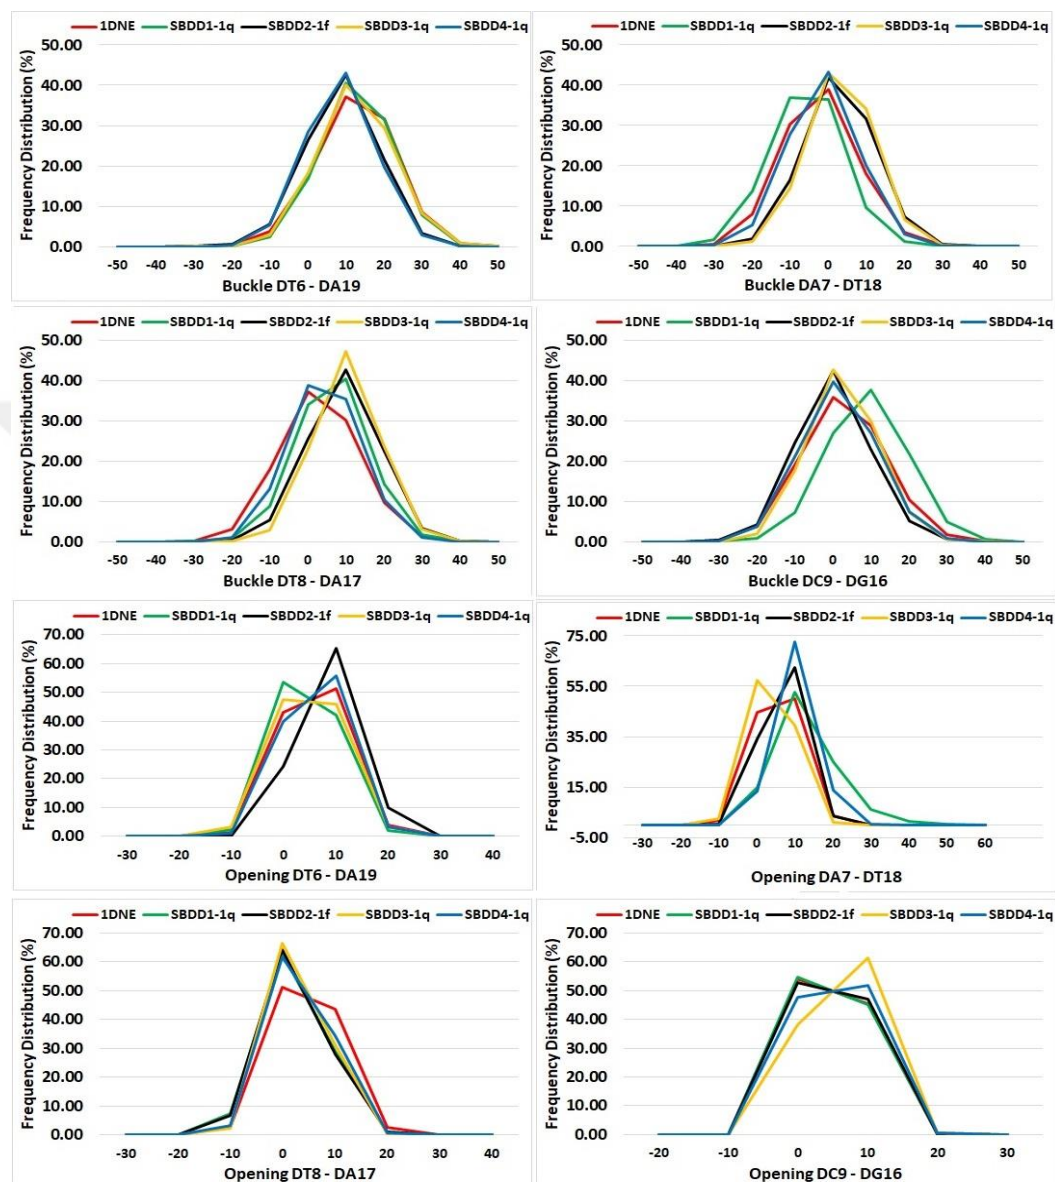 1DNE SBDD1-1q SBDD2-1f SBDD3-1q SBDD4-1q
Frequency Distribution (%)
50.00
40.00
30.00
20.00
10.00
0.00
-50 -40 -30 -20 -10 0 10 20 30 40 50
Buckle DT6 - DA19
1DNE SBDD1-1q SBDD2-1f SBDD3-1q SBDD4-1q
Frequency Distribution (%)
50.00
40.00
30.00
20.00
10.00
0.00
-50 -40 -30 -20 -10 0 10 20 30 40 50
Buckle DA7 - DT18
1DNE SBDD1-1q SBDD2-1f SBDD3-1q SBDD4-1q
Frequency Distribution (%)
50.00
40.00
30.00
20.00
10.00
0.00
-50 -40 -30 -20 -10 0 10 20 30 40 50
Buckle DT8 - DA17
1DNE SBDD1-1q SBDD2-1f SBDD3-1q SBDD4-1q
Frequency Distribution (%)
50.00
40.00
30.00
20.00
10.00
0.00
-50 -40 -30 -20 -10 0 10 20 30 40 50
Buckle DC9 - DG16
1DNE SBDD1-1q SBDD2-1f SBDD3-1q SBDD4-1q
Frequency Distribution (%)
70.00
60.00
50.00
40.00
30.00
20.00
10.00
0.00
-30 -20 -10 0 10 20 30 40
Opening DT6 - DA19
1DNE SBDD1-1q SBDD2-1f SBDD3-1q SBDD4-1q
Frequency Distribution (%)
75.00
55.00
35.00
15.00
-5.00
-30 -20 -10 0 10 20 30 40 50 60
Opening DA7 - DT18
1DNE SBDD1-1q SBDD2-1f SBDD3-1q SBDD4-1q
Frequency Distribution (%)
70.00
60.00
50.00
40.00
30.00
20.00
10.00
0.00
-30 -20 -10 0 10 20 30 40
Opening DT8 - DA17
1DNE SBDD1-1q SBDD2-1f SBDD3-1q SBDD4-1q
Frequency Distribution (%)
70.00
60.00
50.00
40.00
30.00
20.00
10.00
0.00
-20 -10 0 10 20 30
Opening DC9 - DG16